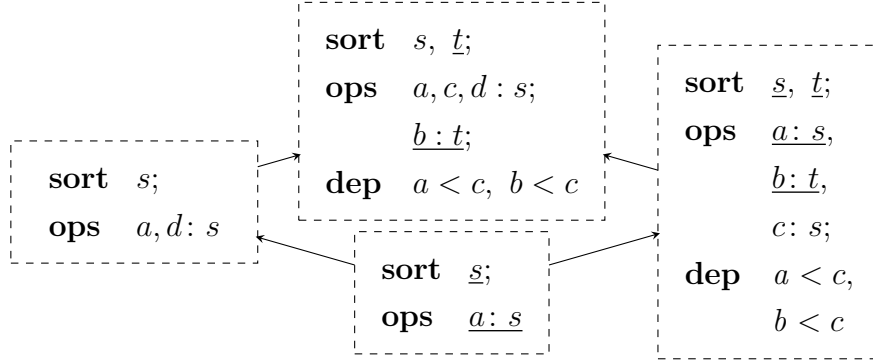 sort s, t;
ops a, c, d : s;
b : t;
dep a < c, b < c
sort s;
ops a, d : s
sort s;
ops a : s
sort s, t;
ops a : s,
b : t,
c : s;
dep a < c,
b < c